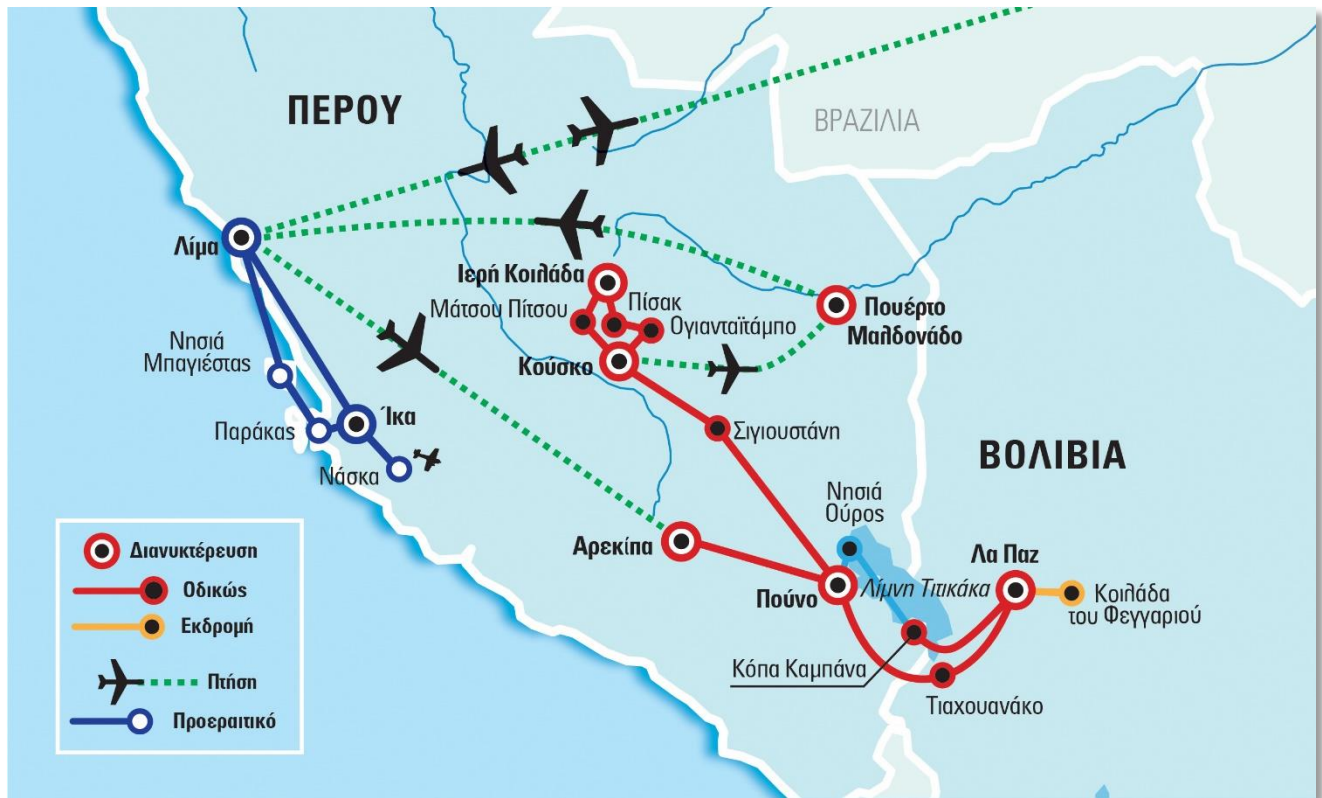 ΠΕΡΟΥ
ΒΡΑΖΙΛΙΑ
Λίμα
Ιερή Κοιλάδα
Μάτσου Πίτσου
Πίσακ
Ογιανταϊτάμπο
Πουέρτο
Μαλδονάδο
Κούσκο
Νησιά
Μπαγιέστας
Ίκα
Παράκας
Νάσκα
Σιγιουστάνη
ΒΟΛΙΒΙΑ
Νησιά
Ούρος
Αρεκίπα
Πούνο
Λίμνη Τιτικάκα
Λα Παζ
Κοιλάδα
του Φεγγαριού
Κόπα Καμπάνα
Τιαχουανάκο
Διανυκτέρευση
Οδικώς
Εκδρομή
Πτήση
Προεραιτικό